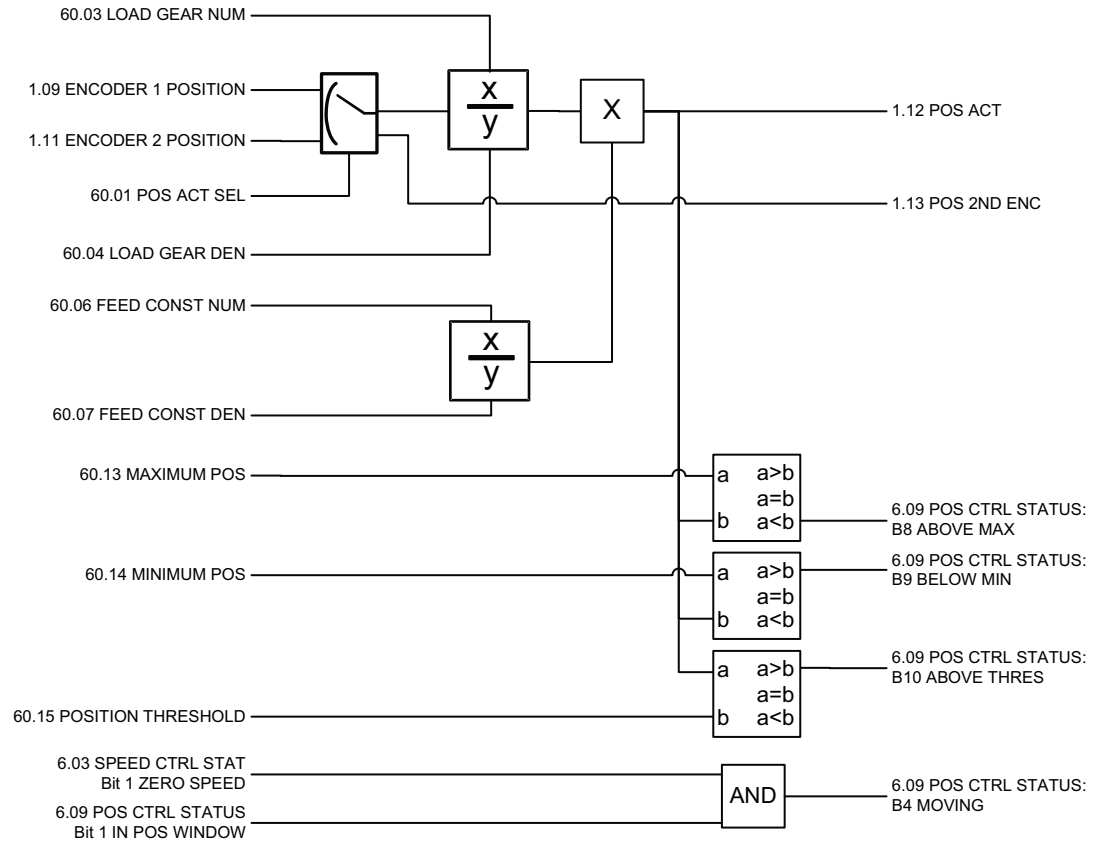 60.03 LOAD GEAR NUM
1.09 ENCODER 1 POSITION
x
y
X
1.12 POS ACT
1.11 ENCODER 2 POSITION
60.01 POS ACT SEL
1.13 POS 2ND ENC
60.04 LOAD GEAR DEN
60.06 FEED CONST NUM
x
y
60.07 FEED CONST DEN
60.13 MAXIMUM POS
a a>b
a=b
b a<b
6.09 POS CTRL STATUS:
B8 ABOVE MAX
60.14 MINIMUM POS
a a>b
a=b
b a<b
6.09 POS CTRL STATUS:
B9 BELOW MIN
a a>b
a=b
b a<b
6.09 POS CTRL STATUS:
B10 ABOVE THRES
60.15 POSITION THRESHOLD
6.03 SPEED CTRL STAT
Bit 1 ZERO SPEED
6.09 POS CTRL STATUS
Bit 1 IN POS WINDOW
AND
6.09 POS CTRL STATUS:
B4 MOVING